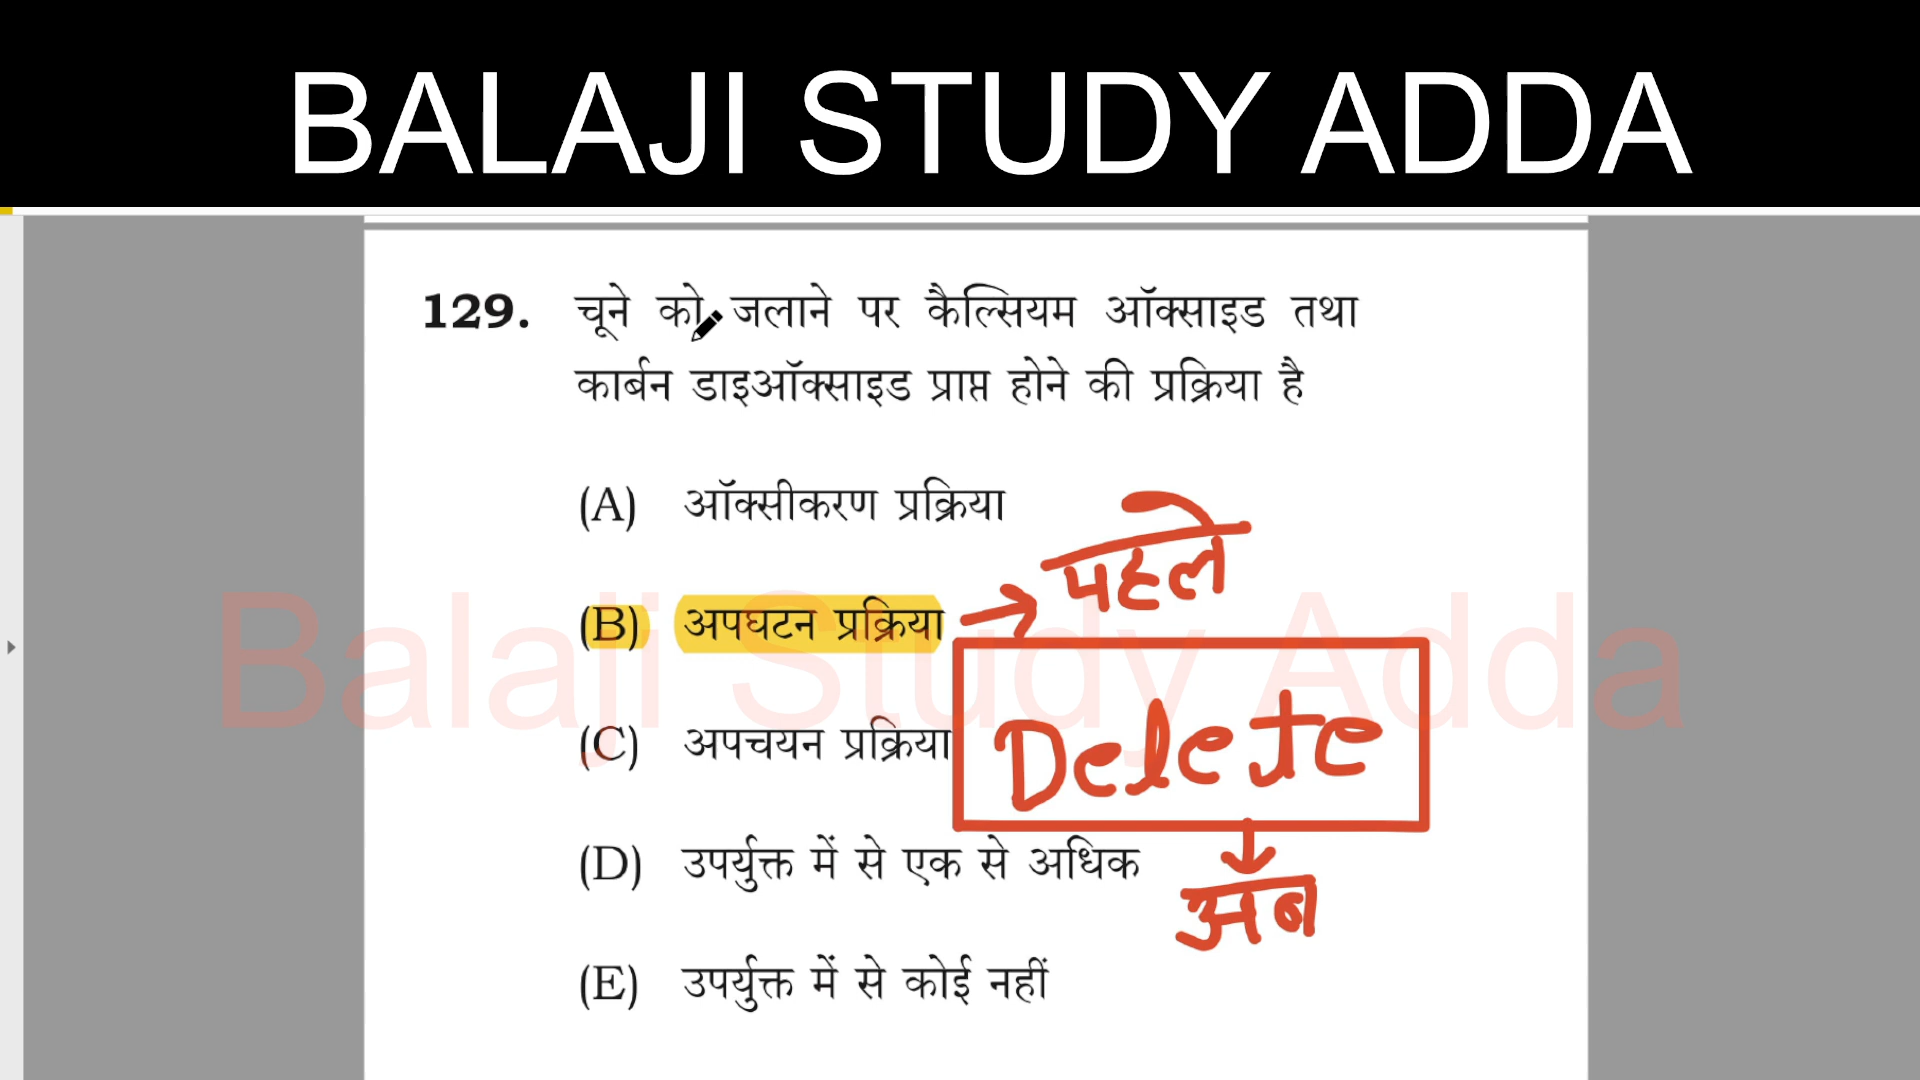 BALAJI STUDY ADDA
129. चूने को जलाने पर कैल्सियम ऑक्साइड तथा
कार्बन डाइऑक्साइड प्राप्त होने की प्रक्रिया है
(A) ऑक्सीकरण प्रक्रिया
(B) अपघटन प्रक्रिया → पहले
Balaji Study Adda
(C) अपचयन प्रक्रिया
Delete
(D) उपर्युक्त में से एक से अधिक
अब
(E) उपर्युक्त में से कोई नहीं